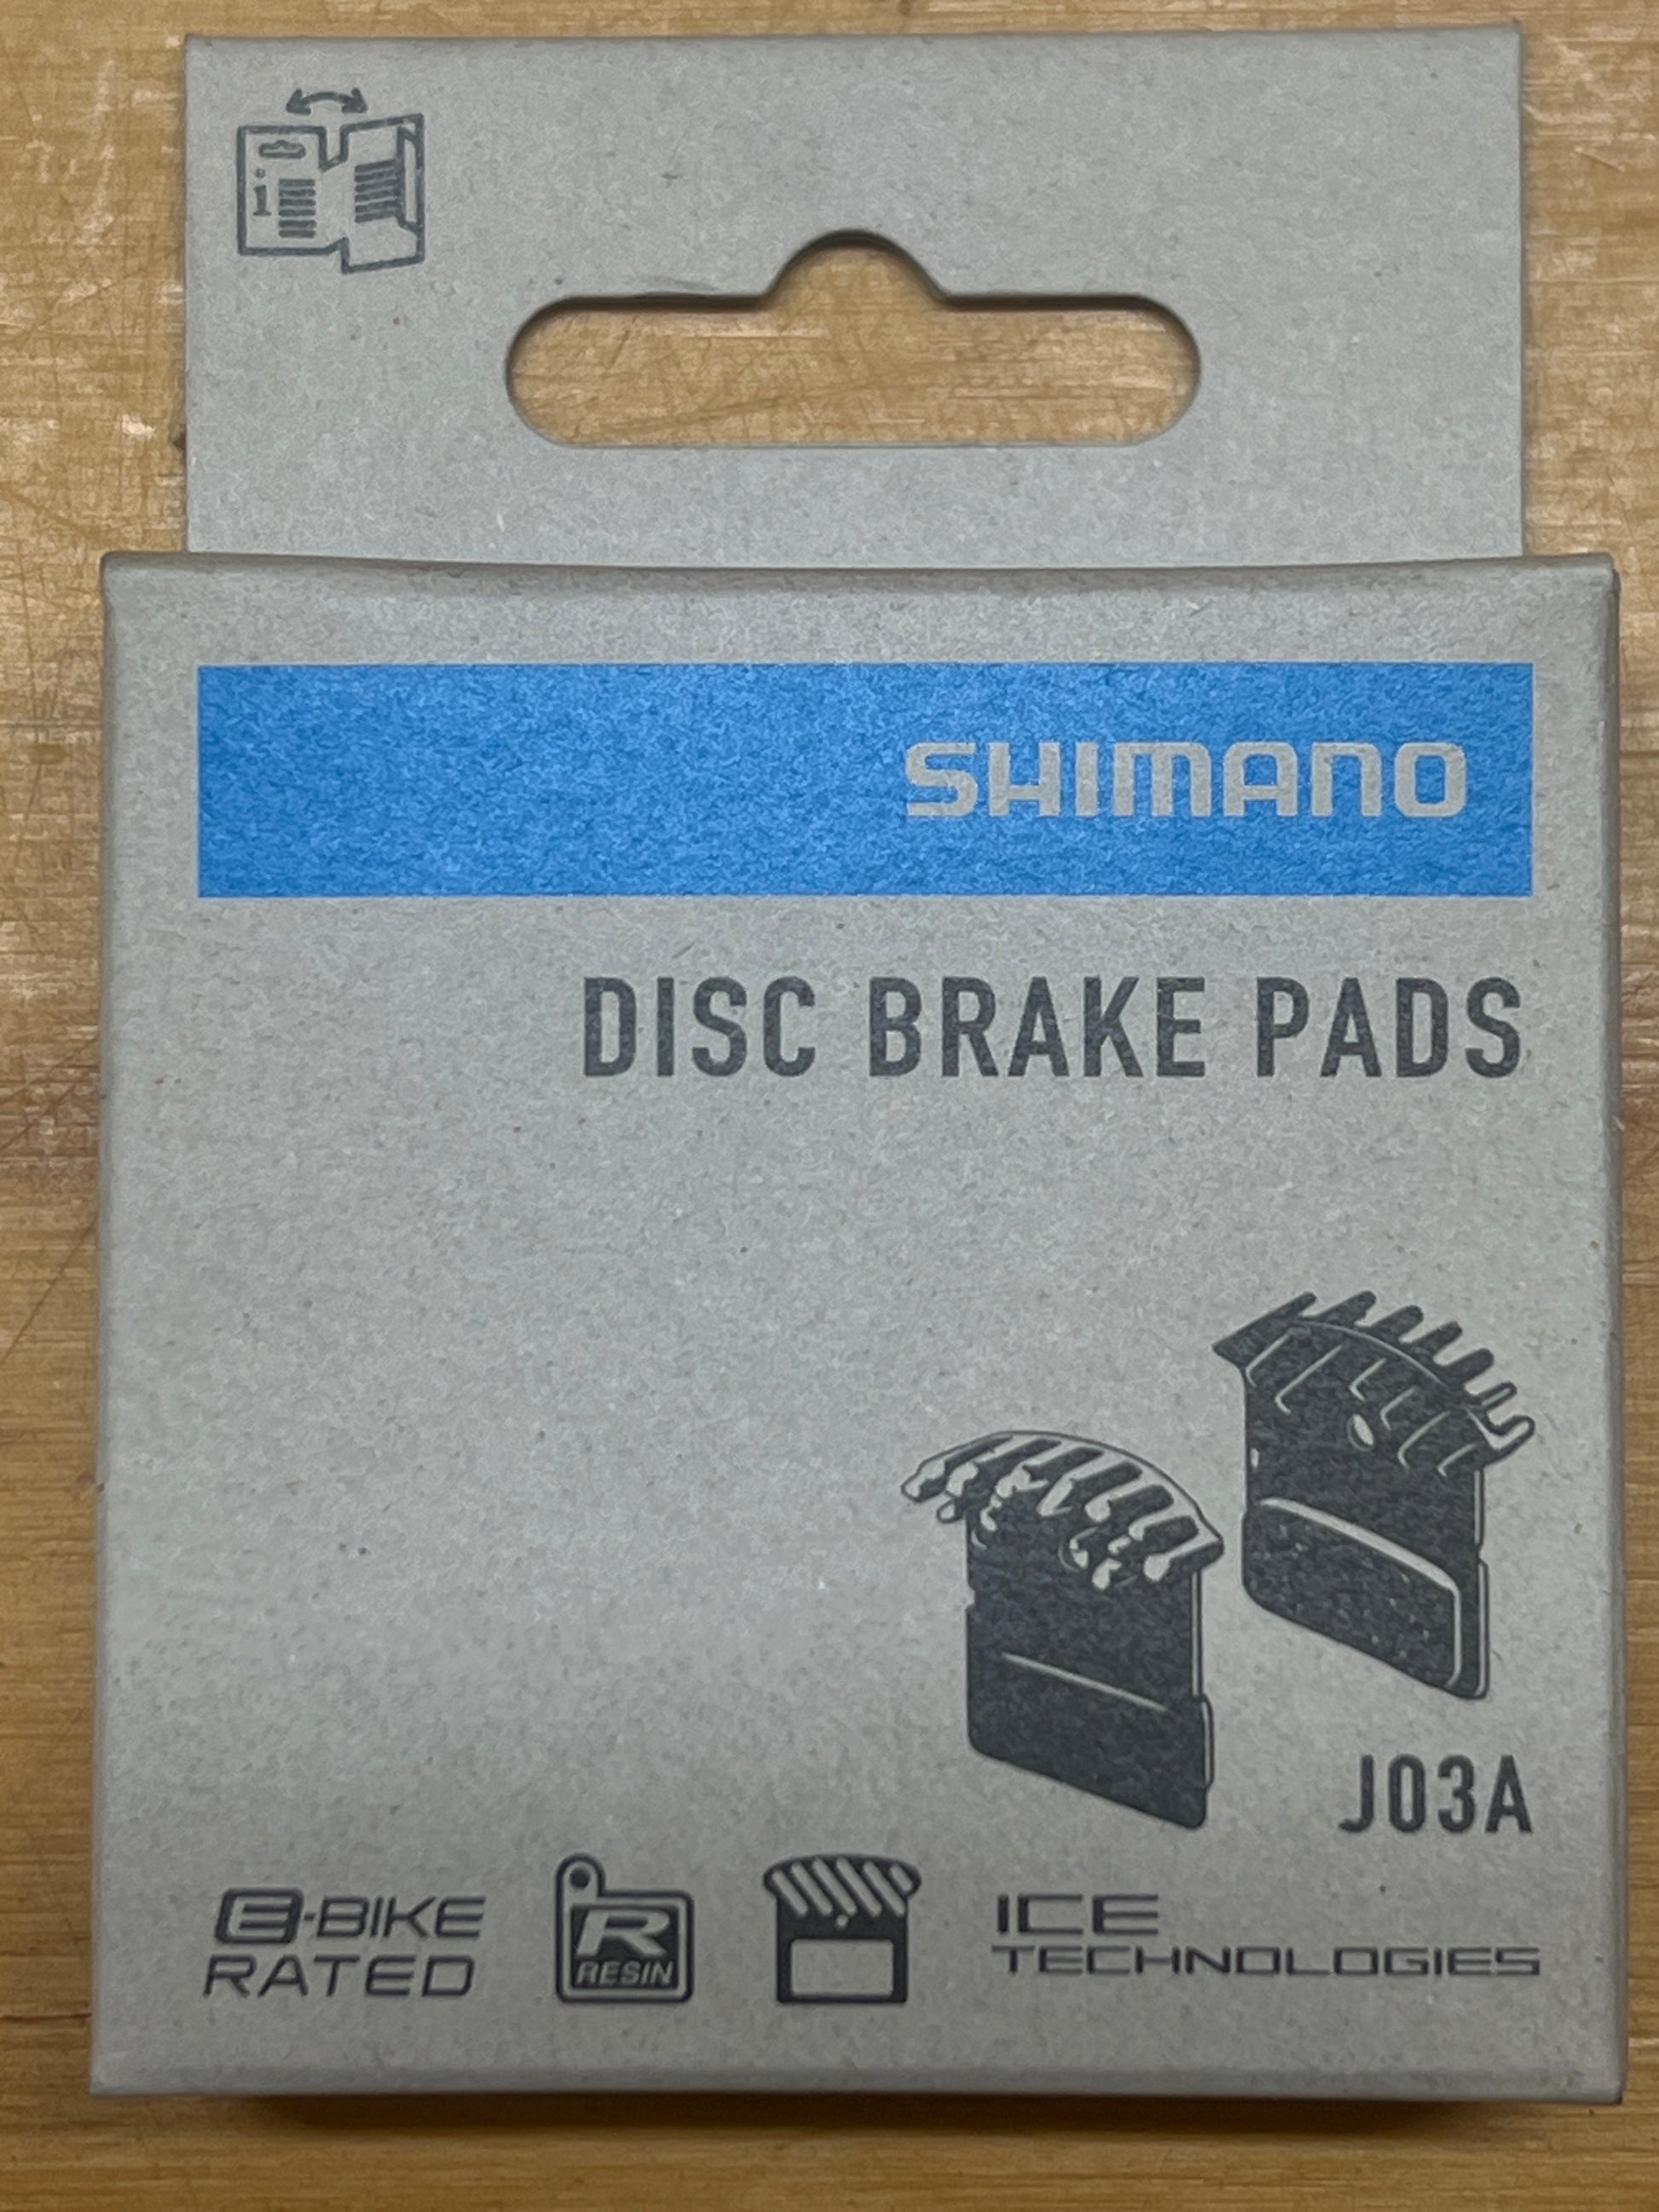 i
SHIMANO
DISC BRAKE PADS
J03A
E-BIKE
RATED
R
RESIN
ICE
TECHNOLOGIES